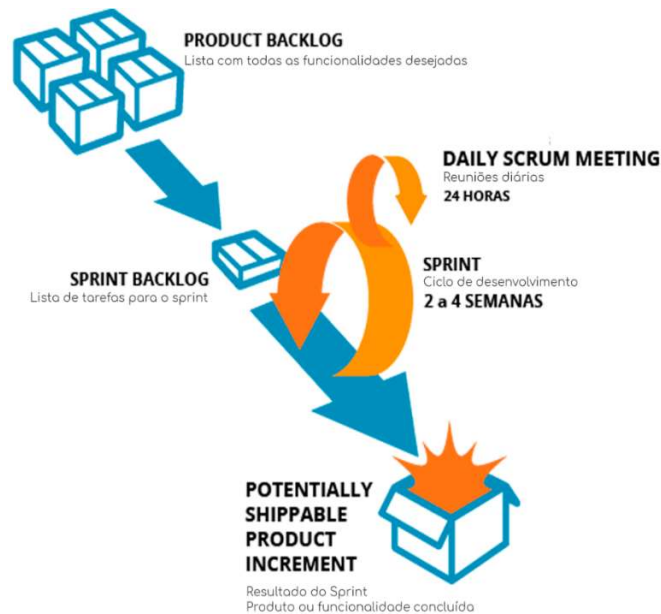 PRODUCT BACKLOG
Lista com todas as funcionalidades desejadas
DAILY SCRUM MEETING
Reuniões diárias
24 HORAS
SPRINT BACKLOG
Lista de tarefas para o sprint
SPRINT
Ciclo de desenvolvimento
2 a 4 SEMANAS
POTENTIALLY
SHIPPABLE
PRODUCT
INCREMENT
Resultado do Sprint
Produto ou funcionalidade concluída